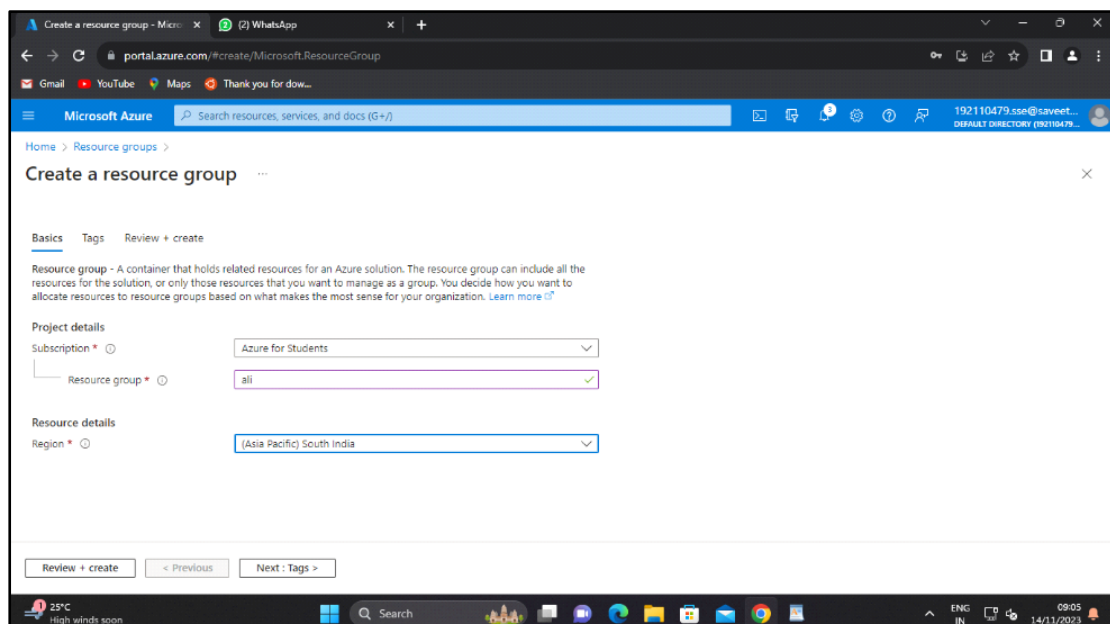 Create a resource group - Micro
(2) WhatsApp
portal.azure.com/#create/Microsoft.ResourceGroup
Gmail YouTube Maps Thank you for dow...
Microsoft Azure Search resources, services, and docs (G+/) 3 192110479.sse@saveet...
DEFAULT DIRECTORY (192110479...
Home > Resource groups >
Create a resource group ...
Basics Tags Review + create
Resource group - A container that holds related resources for an Azure solution. The resource group can include all the
resources for the solution, or only those resources that you want to manage as a group. You decide how you want to
allocate resources to resource groups based on what makes the most sense for your organization. Learn more
Project details
Subscription * Azure for Students
Resource group * ali
Resource details
Region * (Asia Pacific) South India
Review + create < Previous Next : Tags >
1 25°C
High winds soon
Search
ENG
IN
09:05
14/11/2023